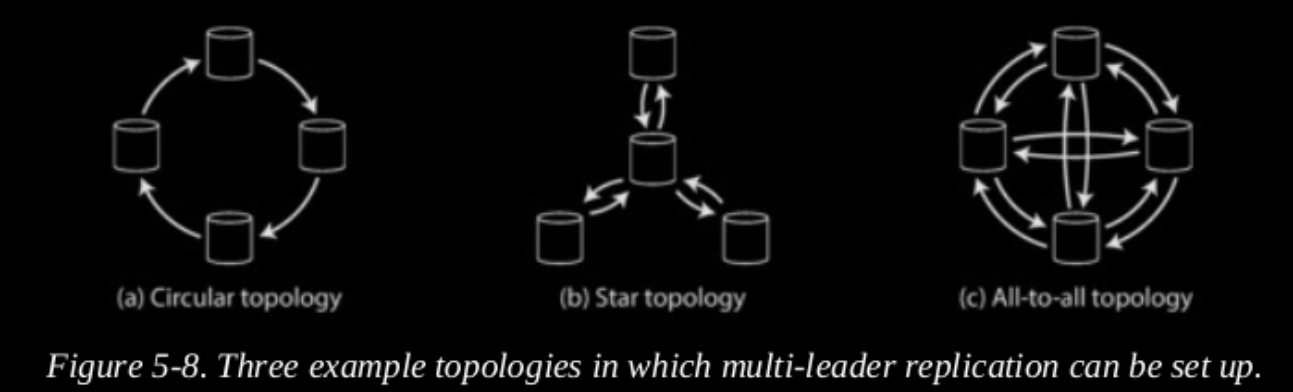 (a) Circular topology (b) Star topology (c) All-to-all topology
Figure 5-8. Three example topologies in which multi-leader replication can be set up.